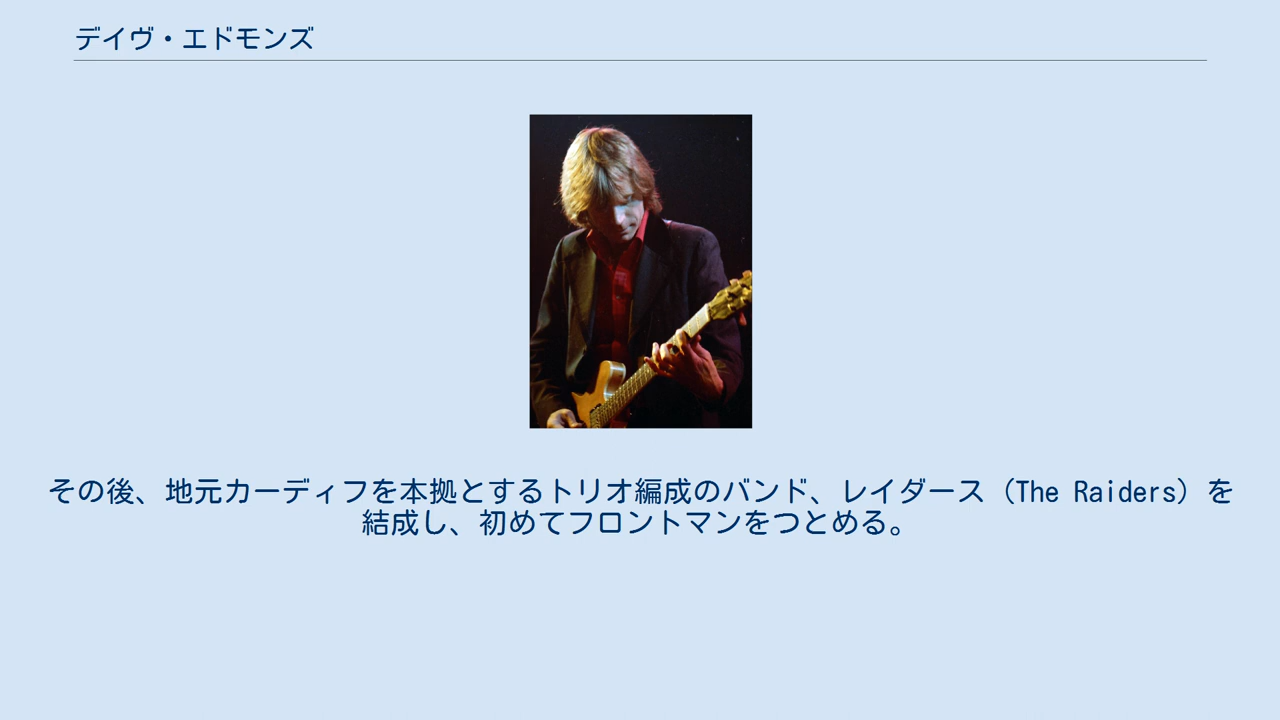 デイヴ・エドモンズ
その後、地元カーディフを本拠とするトリオ編成のバンド、レイダース（The Raiders）を
結成し、初めてフロントマンをつとめる。